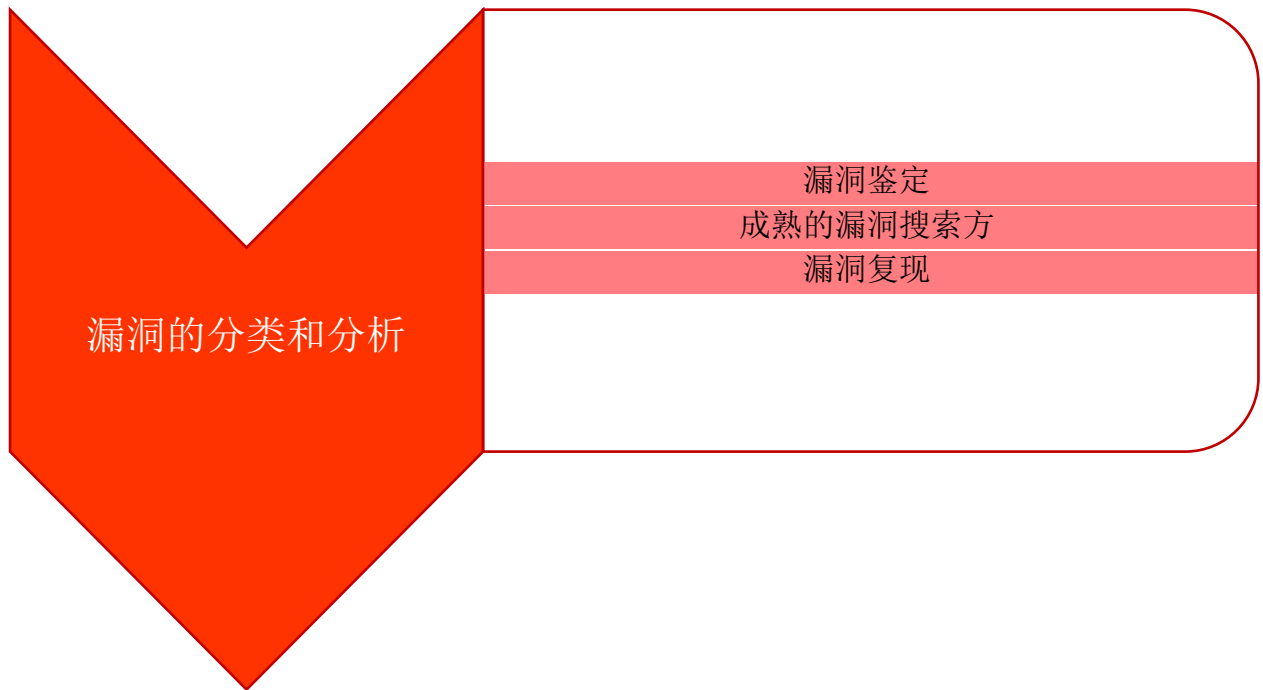 漏洞的分类和分析
漏洞鉴定
成熟的漏洞搜索方
漏洞复现